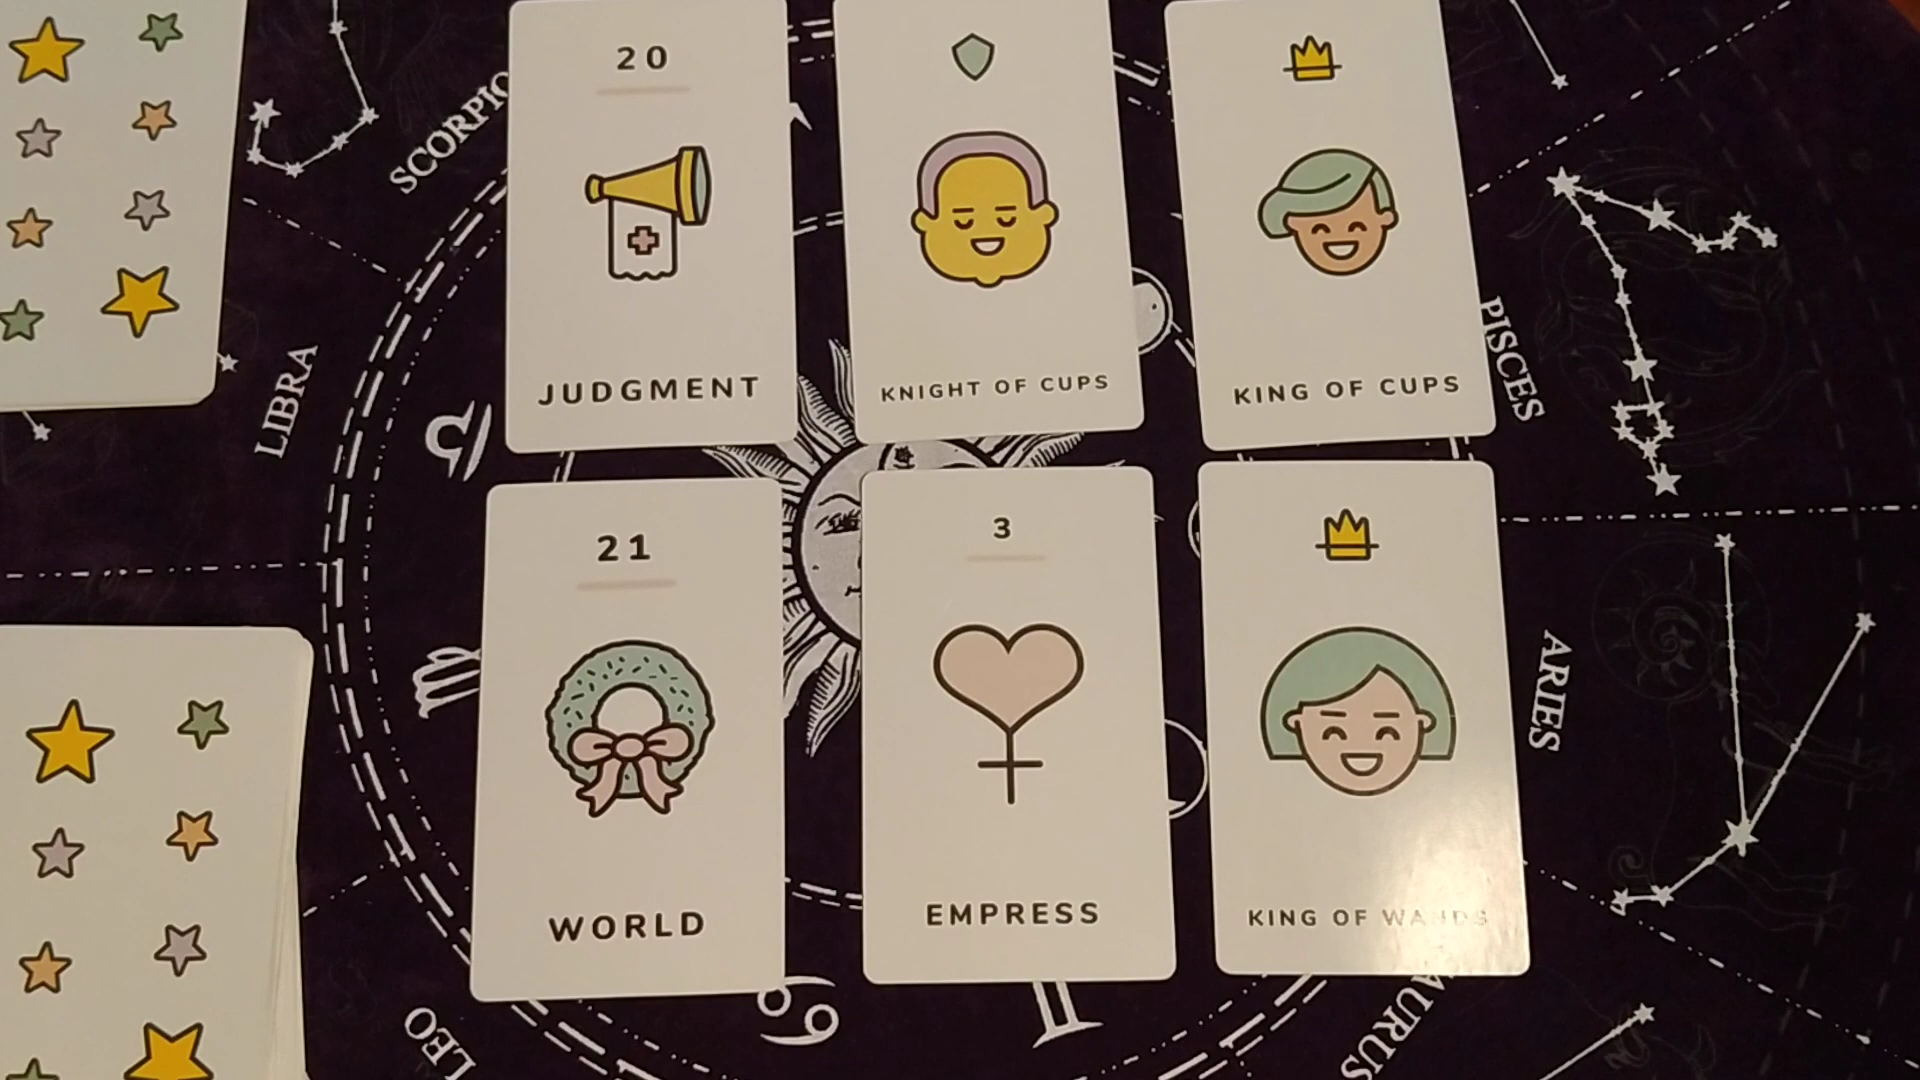 20
JUDGMENT
KNIGHT OF CUPS
KING OF CUPS
21
WORLD
3
EMPRESS
KING OF WANDS
SCORPIO
LIBRA
PISCES
ARIES
LEO
AURUS